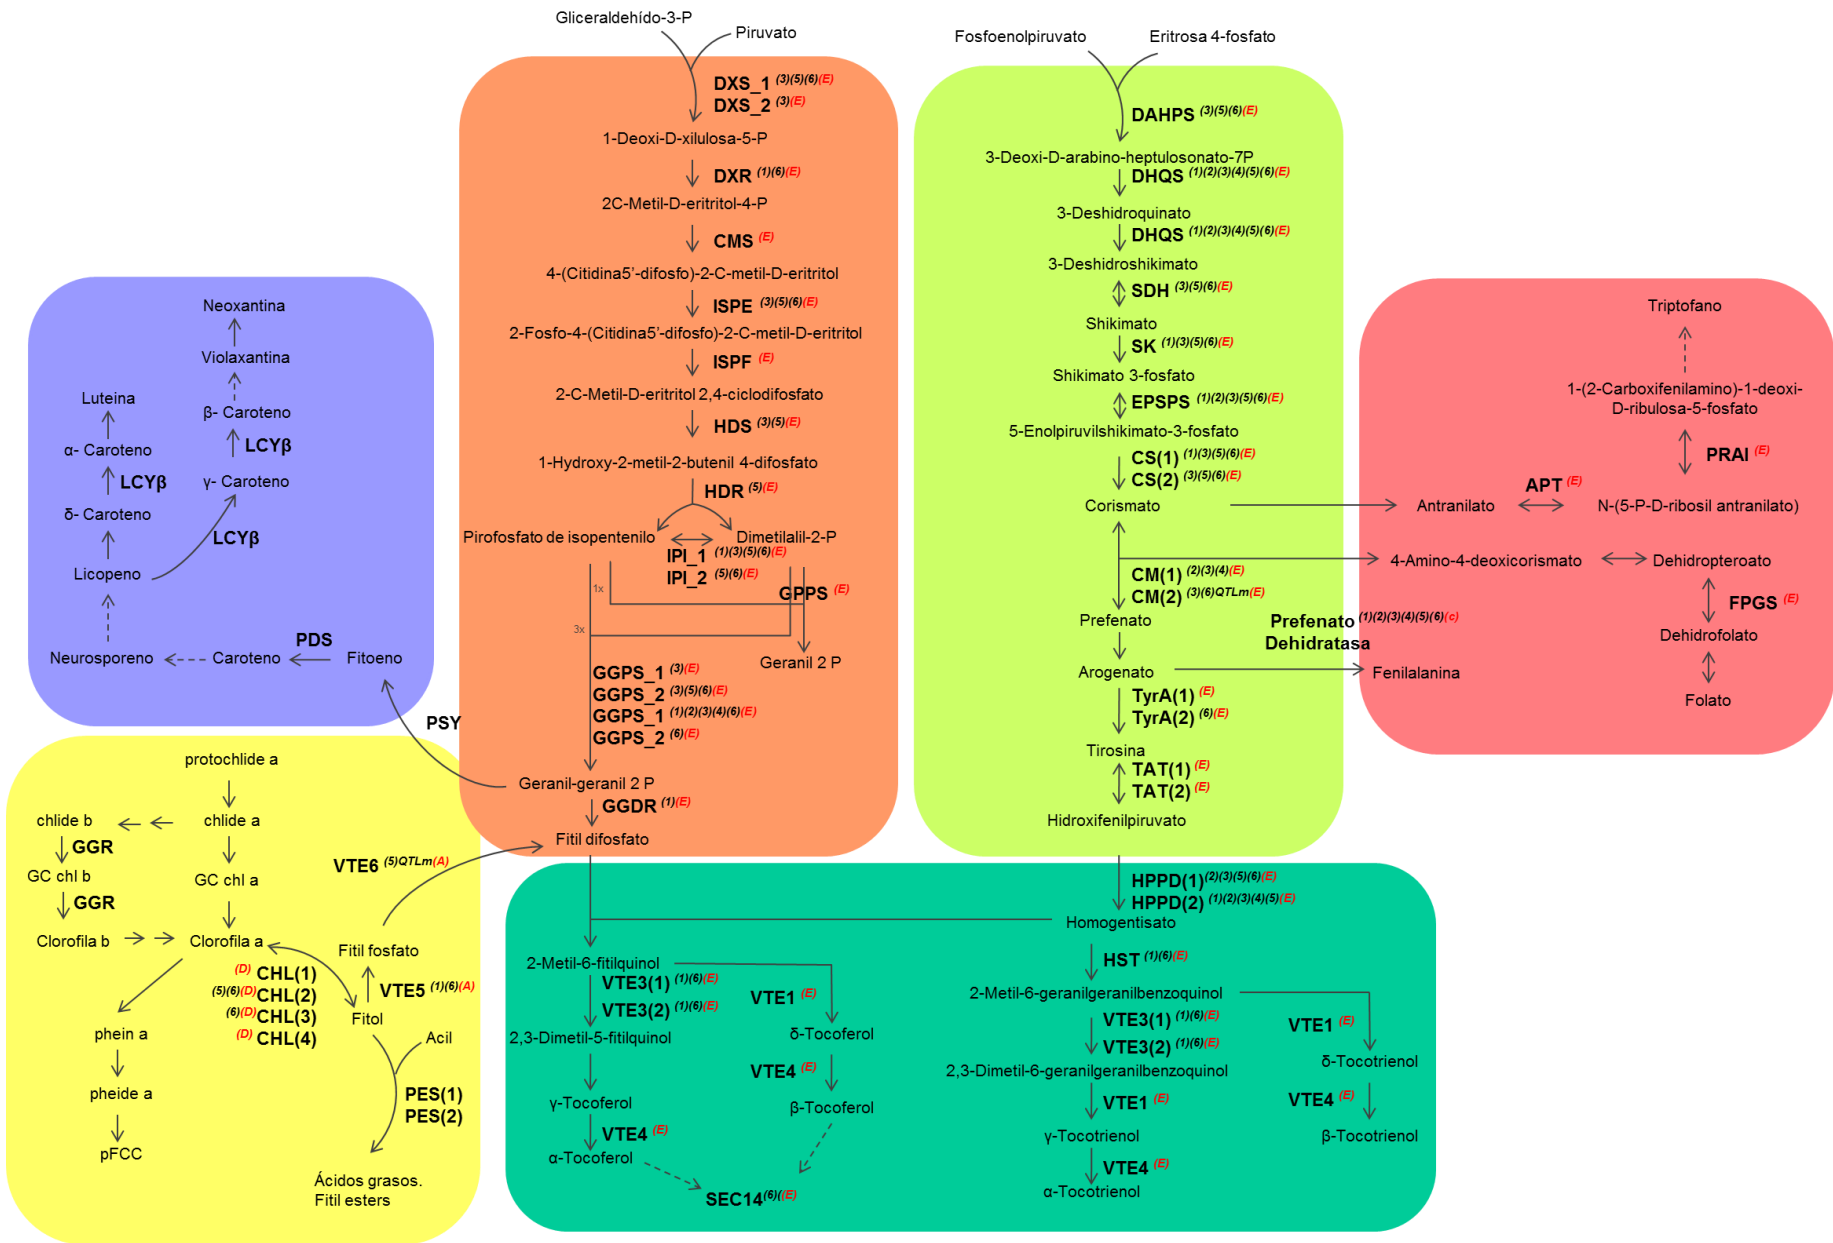 Gliceraldehído-3-P
Piruvato
DXS_1 (3)(5)(6)(E)
DXS_2 (3)(E)
1-Deoxi-D-xilulosa-5-P
DXR (1)(6)(E)
2C-Metil-D-eritritol-4-P
CMS (E)
4-(Citidina5'-difosfo)-2-C-metil-D-eritritol
ISPE (3)(5)(6)(E)
2-Fosfo-4-(Citidina5'-difosfo)-2-C-metil-D-eritritol
ISPF (E)
2-C-Metil-D-eritritol 2,4-ciclodifosfato
HDS (3)(5)(E)
1-Hydroxy-2-metil-2-butenil 4-difosfato
HDR (5)(E)
Pirofosfato de isopentenilo
Dimetilalil-2-P
IPI_1 (1)(3)(5)(6)(E)
IPI_2 (5)(6)(E)
1x
GPPS (E)
3x
Geranil 2 P
GGPS_1 (3)(E)
GGPS_2 (3)(5)(6)(E)
GGPS_1 (1)(2)(3)(4)(6)(E)
GGPS_2 (6)(E)
Geranil-geranil 2 P
GGDR (1)(E)
Fitil difosfato
Fosfoenolpiruvato
Eritrosa 4-fosfato
DAHPS (3)(5)(6)(E)
3-Deoxi-D-arabino-heptulosonato-7P
DHQS (1)(2)(3)(4)(5)(6)(E)
3-Deshidroquinato
DHQS (1)(2)(3)(4)(5)(6)(E)
3-Deshidroshikimato
SDH (3)(5)(6)(E)
Shikimato
SK (1)(3)(5)(6)(E)
Shikimato 3-fosfato
EPSPS (1)(2)(3)(5)(6)(E)
5-Enolpiruvilshikimato-3-fosfato
CS(1) (1)(3)(5)(6)(E)
CS(2) (3)(5)(6)(E)
Corismato
CM(1) (2)(3)(4)(E)
CM(2) (3)(6)QTLm(E)
Prefenato
Prefenato (1)(2)(3)(4)(5)(6)(c)
Dehidratasa
Arogenato
TyrA(1) (E)
TyrA(2) (6)(E)
Tirosina
TAT(1) (E)
TAT(2) (E)
Hidroxifenilpiruvato
Triptofano
1-(2-Carboxifenilamino)-1-deoxi-
D-ribulosa-5-fosfato
PRAI (E)
APT (E)
Antranilato
N-(5-P-D-ribosil antranilato)
4-Amino-4-deoxicorismato
Dehidropteroato
FPGS (E)
Dehidrofolato
Fenilalanina
Folato
Neoxantina
Violaxantina
Luteina
β- Caroteno
LCYβ
α- Caroteno
LCYβ
γ- Caroteno
δ- Caroteno
LCYβ
Licopeno
PDS
Neurosporeno
Caroteno
Fitoeno
PSY
protochlide a
chlide b
chlide a
GGR
GC chl b
GC chl a
GGR
Clorofila b
Clorofila a
VTE6 (5)QTLm(A)
Fitil fosfato
(D) CHL(1)
(5)(6)(D) CHL(2)
(6)(D) CHL(3)
(D) CHL(4)
VTE5 (1)(6)(A)
Fitol
phein a
Acil
pheide a
PES(1)
PES(2)
pFCC
Ácidos grasos.
Fitil esters
HPPD(1)(2)(3)(5)(6)(E)
HPPD(2) (1)(2)(3)(4)(5)(E)
Homogentisato
2-Metil-6-fitilquinol
VTE3(1) (1)(6)(E)
VTE3(2) (1)(6)(E)
VTE1 (E)
2,3-Dimetil-5-fitilquinol
δ-Tocoferol
VTE4 (E)
γ-Tocoferol
β-Tocoferol
VTE4 (E)
α-Tocoferol
SEC14(6)((E)
HST (1)(6)(E)
2-Metil-6-geranilgeranilbenzoquinol
VTE3(1) (1)(6)(E)
VTE3(2) (1)(6)(E)
VTE1 (E)
2,3-Dimetil-6-geranilgeranilbenzoquinol
δ-Tocotrienol
VTE1 (E)
VTE4 (E)
γ-Tocotrienol
β-Tocotrienol
VTE4 (E)
α-Tocotrienol